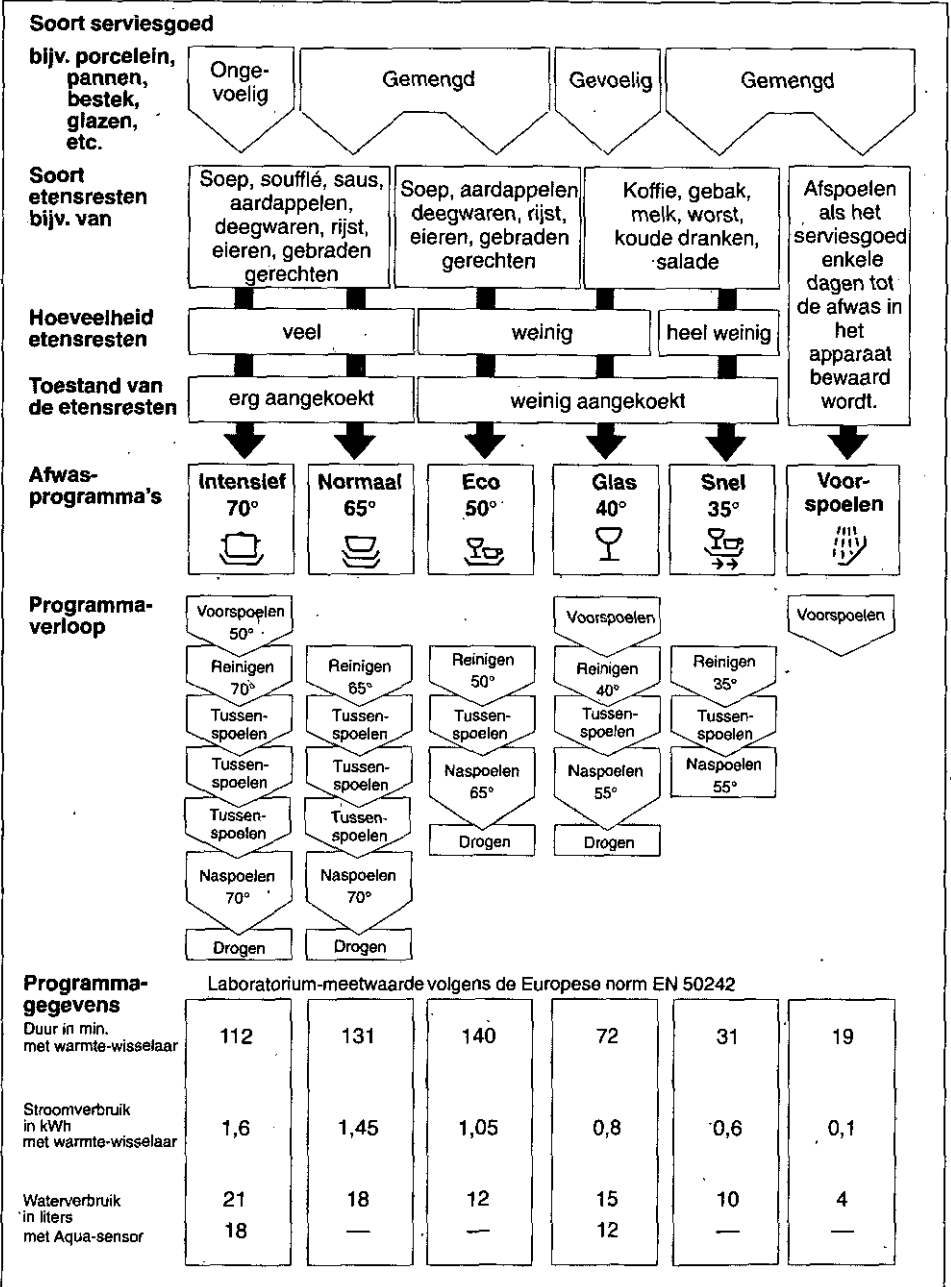 Soort serviesgoed
bijv. porcelein,
pannen,
bestek,
glazen,
etc.
Onge-
voelig
Gemengd
Gevoelig
Gemengd
Soort
etensresten
bijv. van
Soep, soufflé, saus,
aardappelen,
deegwaren, rijst,
eieren, gebraden
gerechten
Soep, aardappelen
deegwaren, rijst,
eieren, gebraden
gerechten
Koffie, gebak,
melk, worst,
koude dranken,
salade
Afspoelen
als het
serviesgoed
enkele
dagen tot
de afwas in
het
apparaat
bewaard
wordt.
Hoeveelheid
etensresten
veel
weinig
heel weinig
Toestand van
de etensresten
erg aangekoekt
weinig aangekoekt
Afwas-
programma's
Intensief
70°
Normaal
65°
Eco
50°
Glas
40°
Snel
35°
Voor-
spoelen
Programma-
verloop
Voorspoelen
50°
Reinigen
70°
Tussen-
spoelen
Tussen-
spoelen
Tussen-
spoelen
Naspoelen
70°
Drogen
Reinigen
65°
Tussen-
spoelen
Tussen-
spoelen
Tussen-
spoelen
Naspoelen
70°
Drogen
Reinigen
50°
Tussen-
spoelen
Naspoelen
65°
Drogen
Voorspoelen
Reinigen
40°
Tussen-
spoelen
Naspoelen
55°
Drogen
Reinigen
35°
Tussen-
spoelen
Naspoelen
55°
Voorspoelen
Programma-
gegevens
Laboratorium-meetwaarde volgens de Europese norm EN 50242
Duur in min.
met warmte-wisselaar
112 131 140 72 31 19
Stroomverbruik
in kWh
met warmte-wisselaar
1,6 1,45 1,05 0,8 0,6 0,1
Waterverbruik
in liters
21 18 12 15 10 4
met Aqua-sensor
18 — — 12 — —